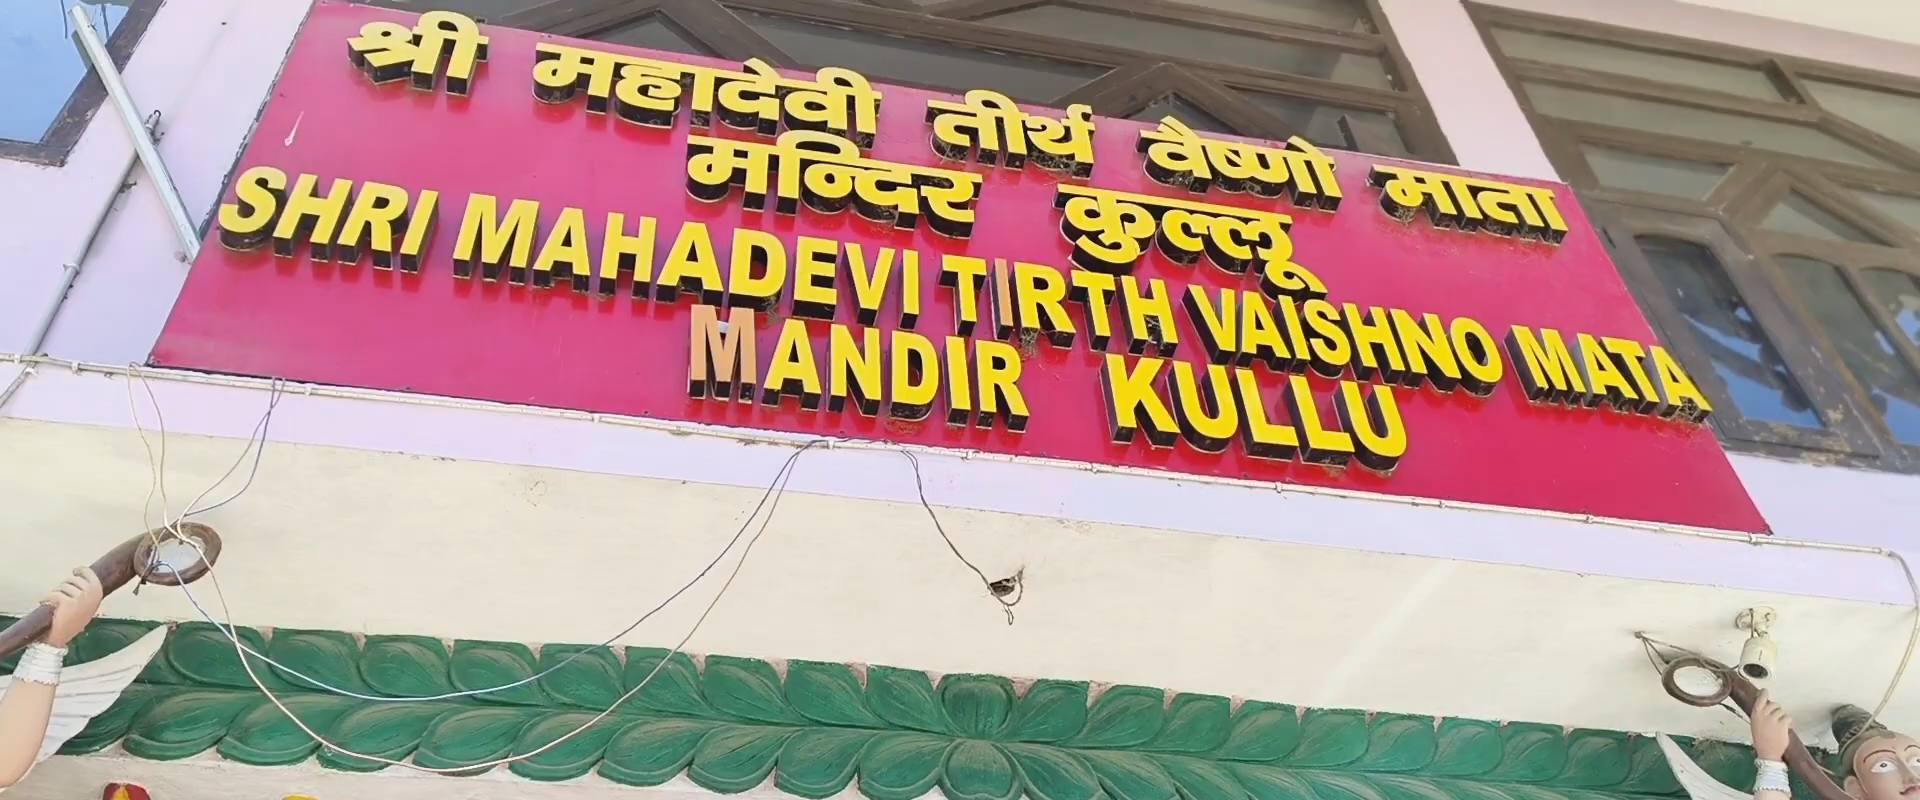 श्री महादेवी तीर्थ वैष्णो माता
मन्दिर कुल्लू
SHRI MAHADEVI TIRTH VAISHNO MATA
MANDIR KULLU